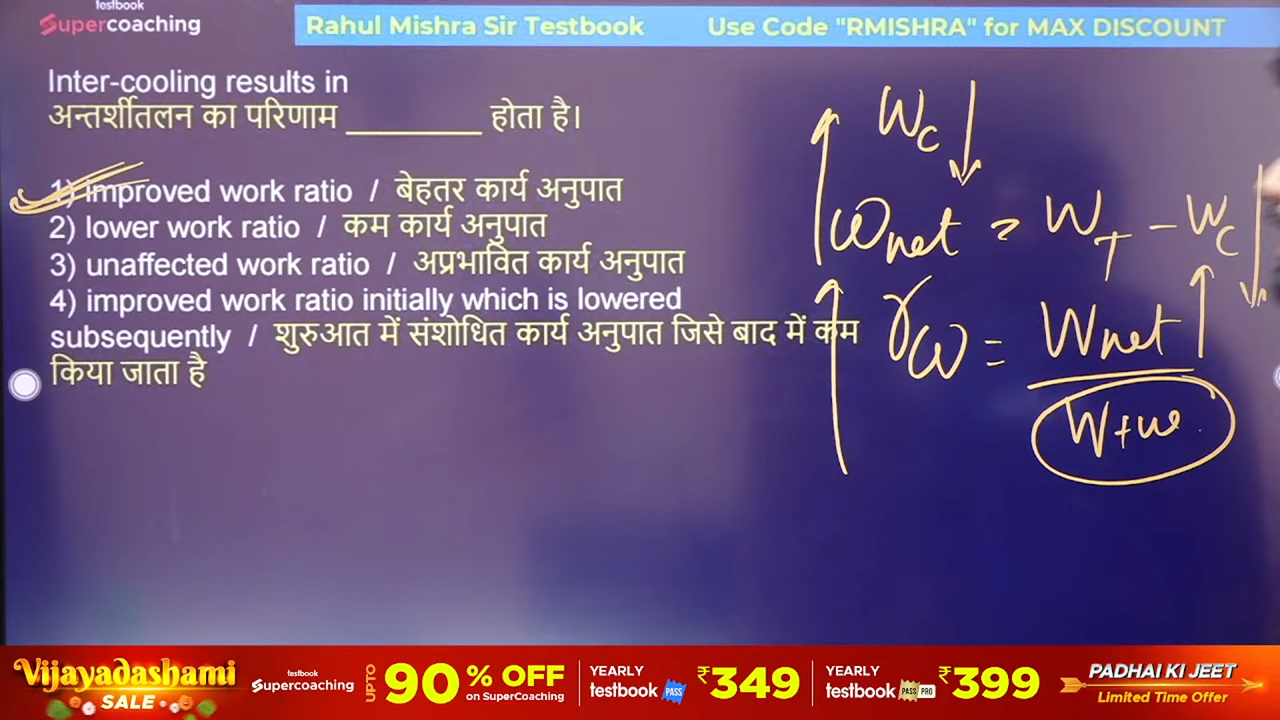 testbook
Supercoaching
Rahul Mishra Sir Testbook
Use Code "RMISHRA" for MAX DISCOUNT
Inter-cooling results in
अन्तर्शीतलन का परिणाम ________ होता है।
1) improved work ratio / बेहतर कार्य अनुपात
2) lower work ratio / कम कार्य अनुपात
3) unaffected work ratio / अप्रभावित कार्य अनुपात
4) improved work ratio initially which is lowered
subsequently / शुरुआत में संशोधित कार्य अनुपात जिसे बाद में कम
किया जाता है
Wc ↓
↑ Wnet = WT - Wc ↓
↑ rw = Wnet ↑
W+ve
Vijayadashami
SALE
testbook
Supercoaching
UPTO
90 % OFF
on SuperCoaching
YEARLY
testbook PASS
₹349
YEARLY
testbook PASS PRO
₹399
PADHAI KI JEET
Limited Time Offer